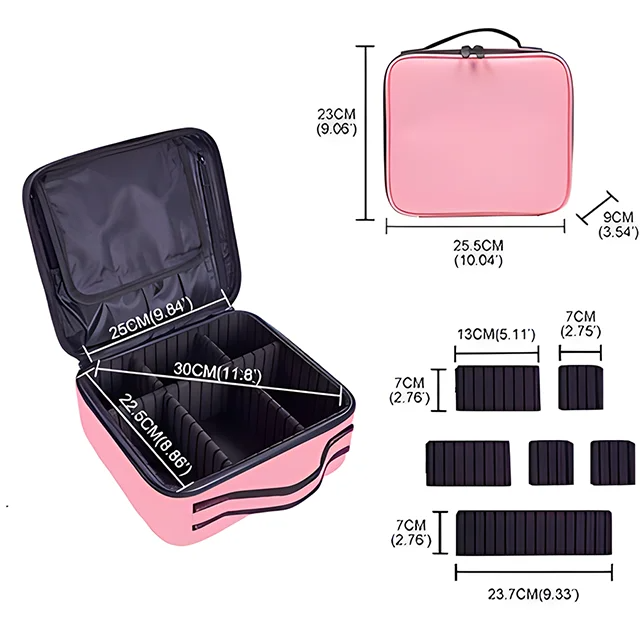 23CM
(9.06')
9CM
(3.54')
25.5CM
(10.04')
25CM(9.84')
30CM(11.8')
22.5CM(8.86')
13CM(5.11')
7CM
(2.75')
7CM
(2.76')
7CM
(2.76')
23.7CM(9.33')